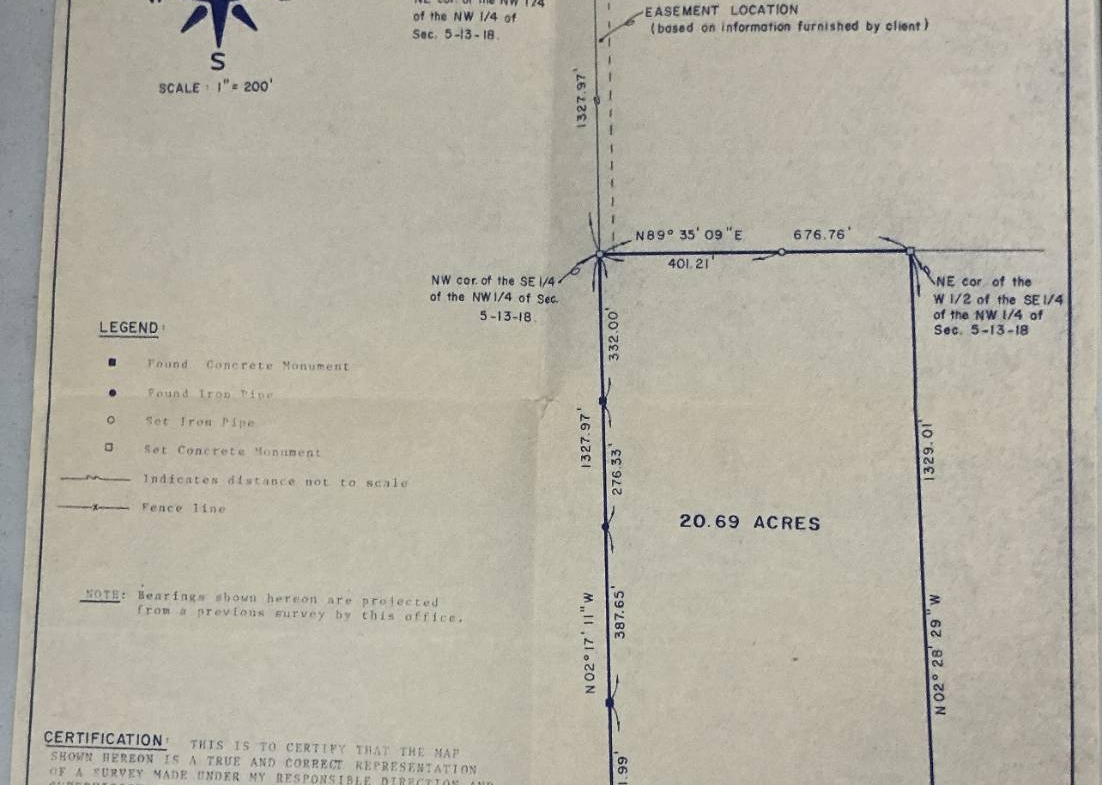 of the NW 1/4 of
Sec. 5-13-18.
S
SCALE : 1" = 200'
EASEMENT LOCATION
(based on information furnished by client)
1327.97'
N89° 35' 09"E
676.76'
401.21'
NW cor. of the SE 1/4
of the NW 1/4 of Sec.
5-13-18.
NE cor. of the
W 1/2 of the SE 1/4
of the NW 1/4 of
Sec. 5-13-18
LEGEND:
Found Concrete Monument
Found Iron Pipe
Set Iron Pipe
Set Concrete Monument
Indicates distance not to scale
Fence line
332.00'
1327.97'
276.33'
1329.01'
20.69 ACRES
NOTE: Bearings shown hereon are projected
from a previous survey by this office.
N02° 17' 11" W
387.65'
N02° 28' 29" W
.99'
CERTIFICATION: THIS IS TO CERTIFY THAT THE MAP
SHOWN HEREON IS A TRUE AND CORRECT REPRESENTATION
OF A SURVEY MADE UNDER MY RESPONSIBLE DIRECTION AND